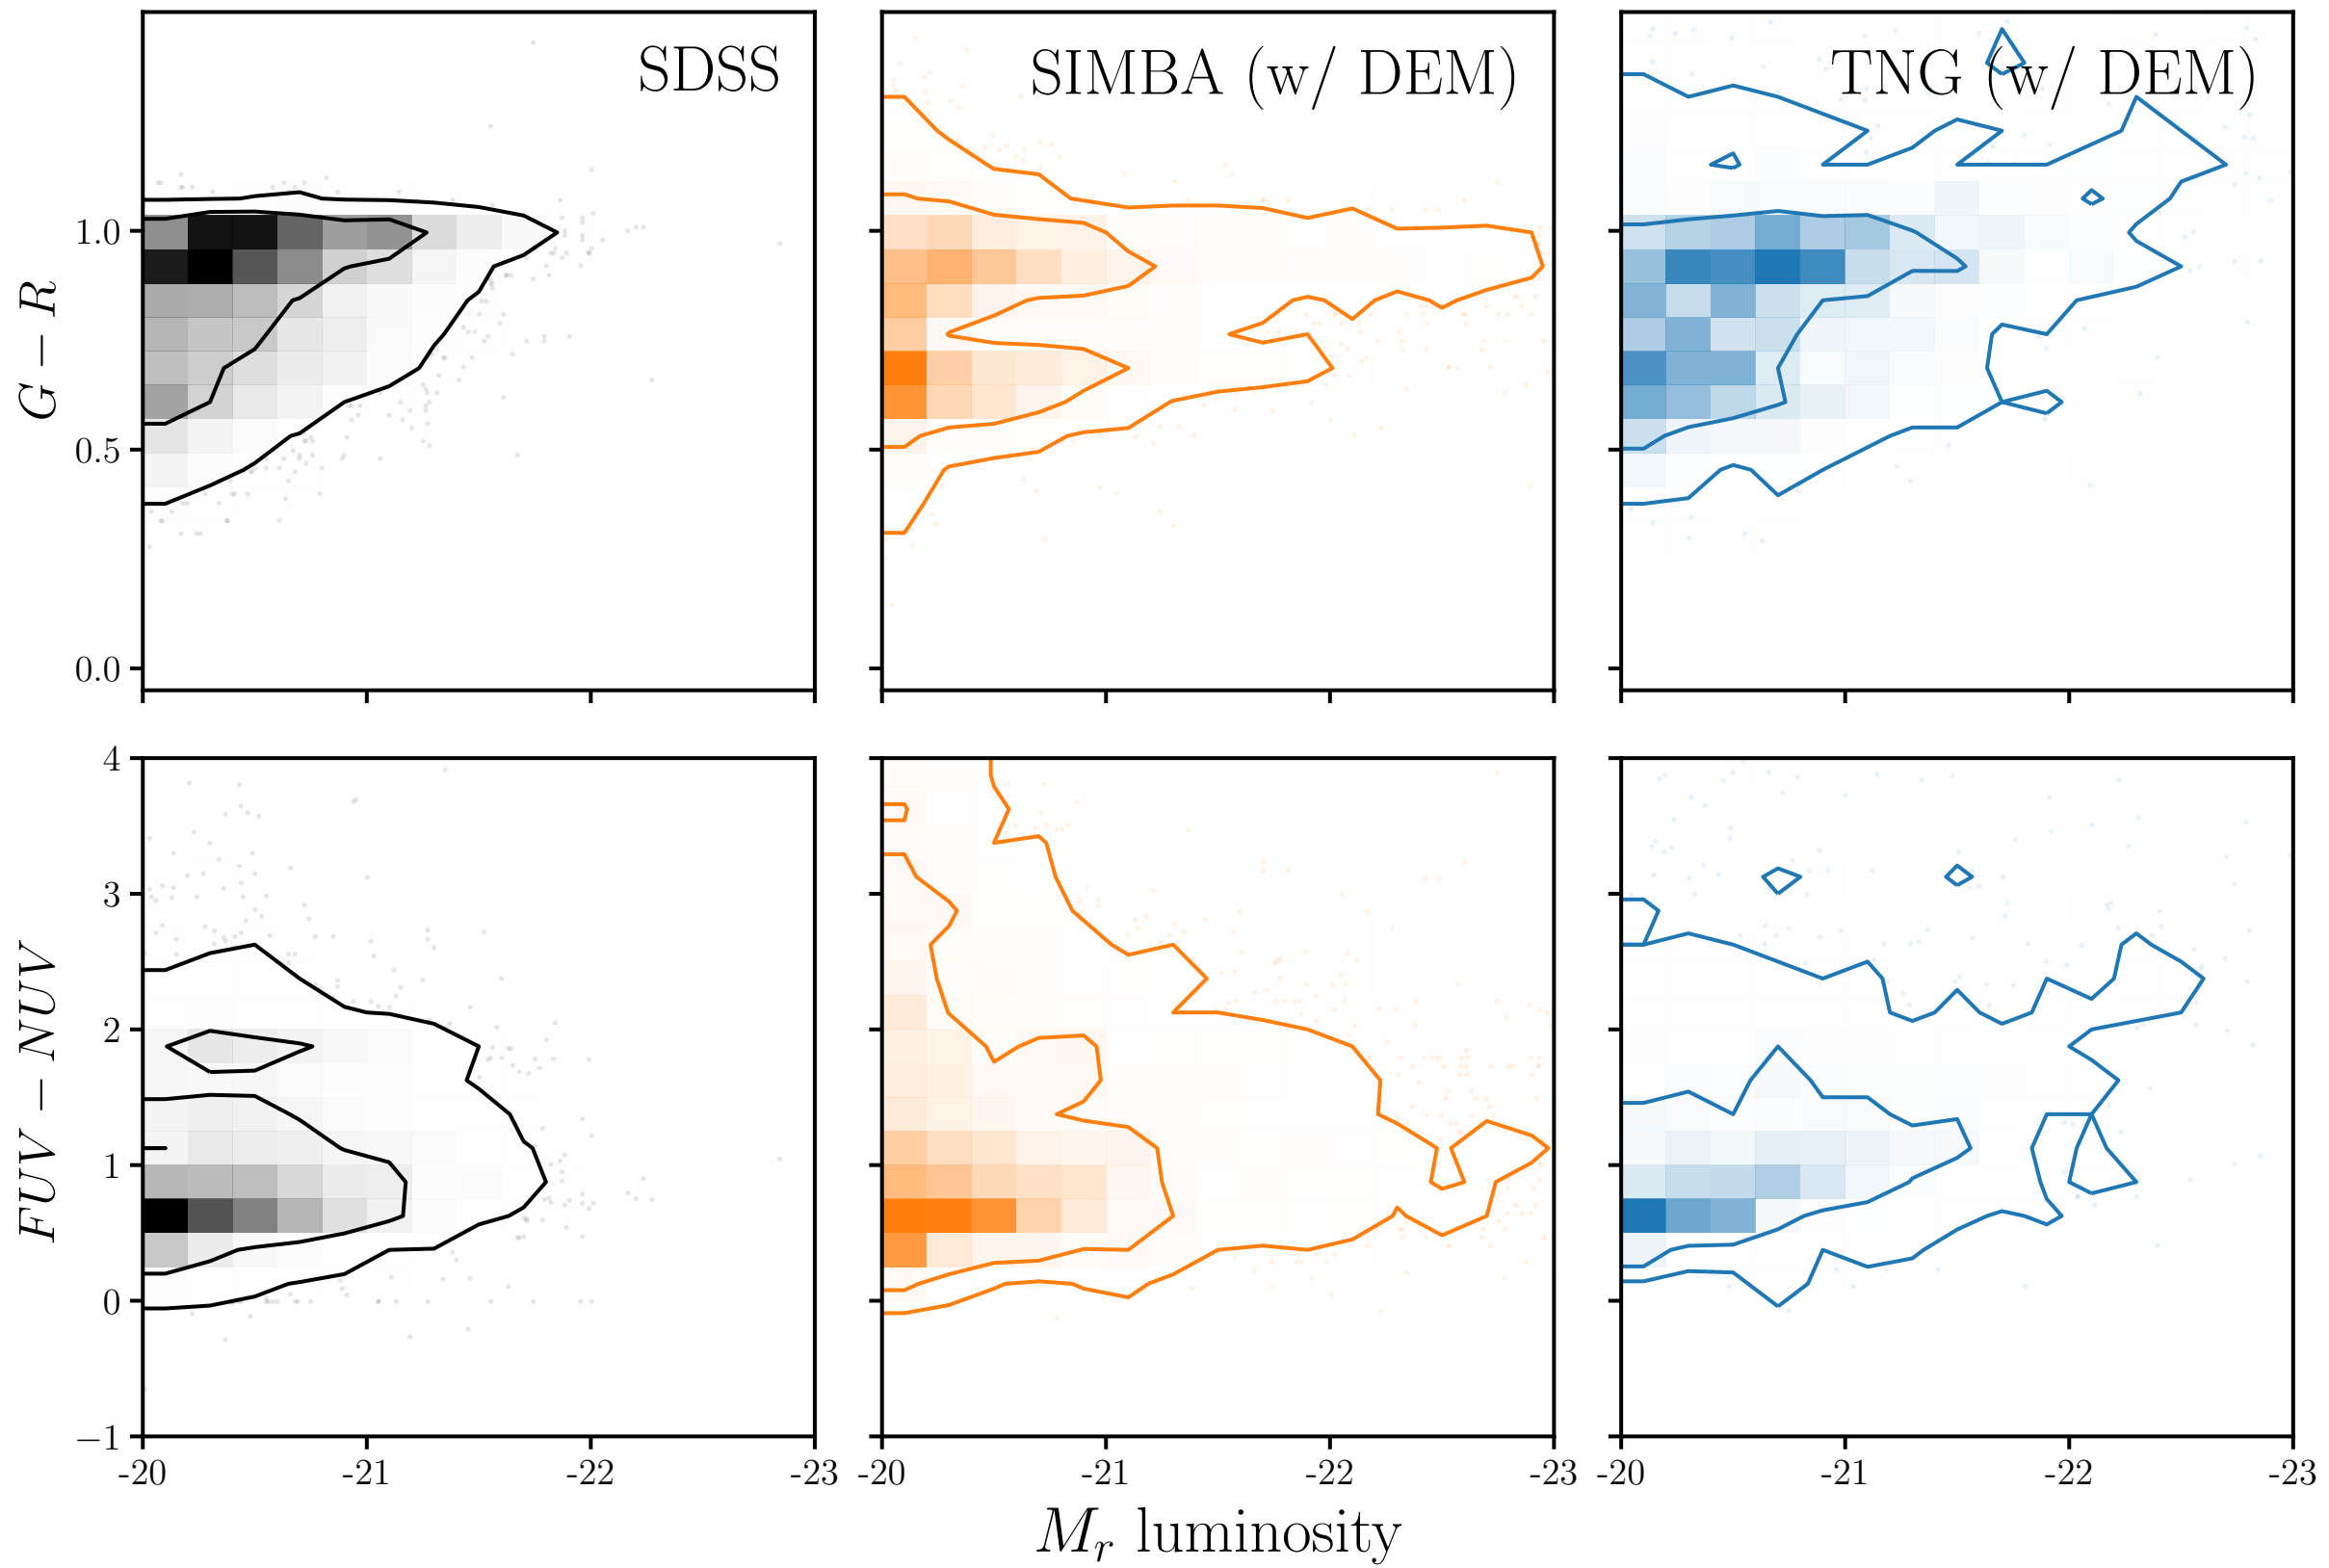 SDSS
SIMBA (w/ DEM)
TNG (w/ DEM)
1.0
0.5
0.0
G − R
4
3
2
1
0
−1
FUV − NUV
-20 -21 -22 -23 -20 -21 -22 -23 -20 -21 -22 -23
M_r luminosity